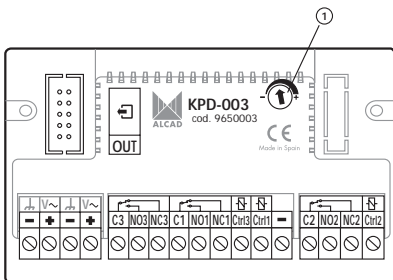 1
KPD-003
ALCAD
cod. 9650003
- +
CE
Made in Spain
OUT
V~ V~
- + - +
C3 NO3 NC3 C1 NO1 NC1 Ctrl3 Ctrl1 -
C2 NO2 NC2 Ctrl2